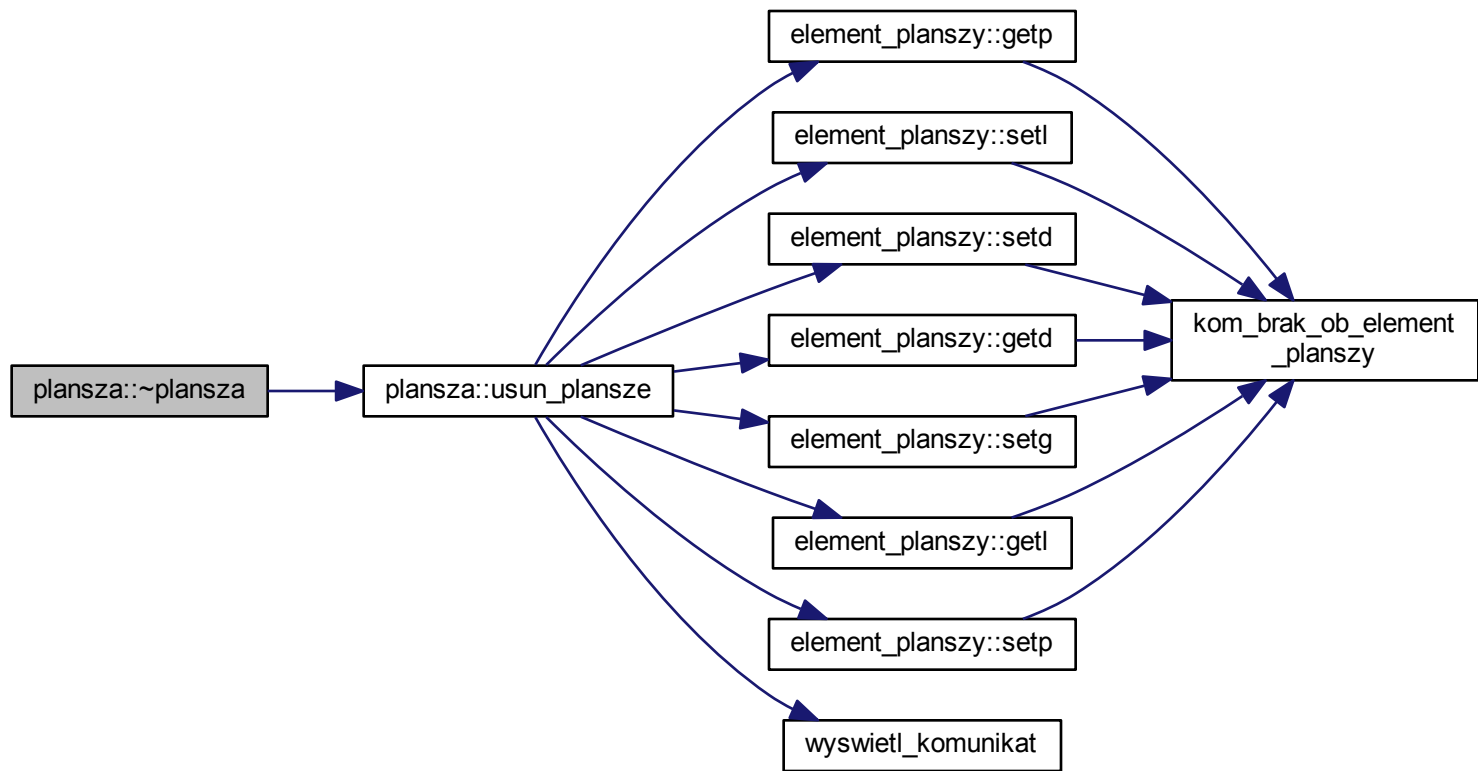 element_planszy::getp
element_planszy::setl
element_planszy::setd
kom_brak_ob_element
_planszy
element_planszy::getd
plansza::~plansza
plansza::usun_plansze
element_planszy::setg
element_planszy::getl
element_planszy::setp
wyswietl_komunikat